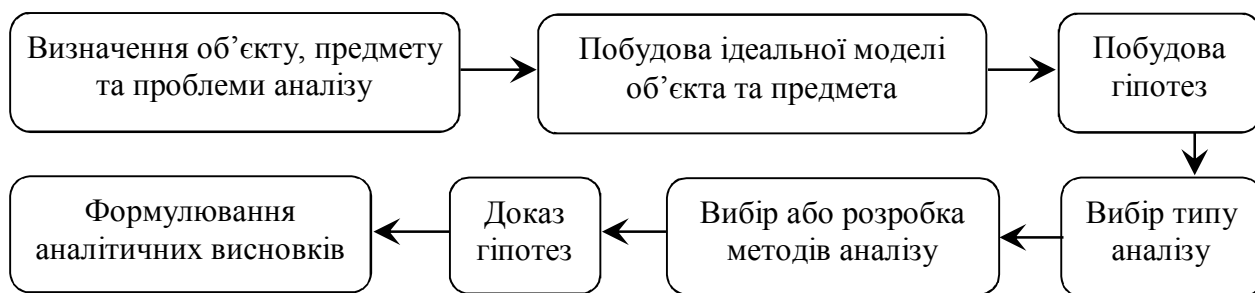 Визначення об’єкту, предмету
та проблеми аналізу
Побудова ідеальної моделі
об’єкта та предмета
Побудова
гіпотез
Вибір типу
аналізу
Вибір або розробка
методів аналізу
Доказ
гіпотез
Формулювання
аналітичних висновків